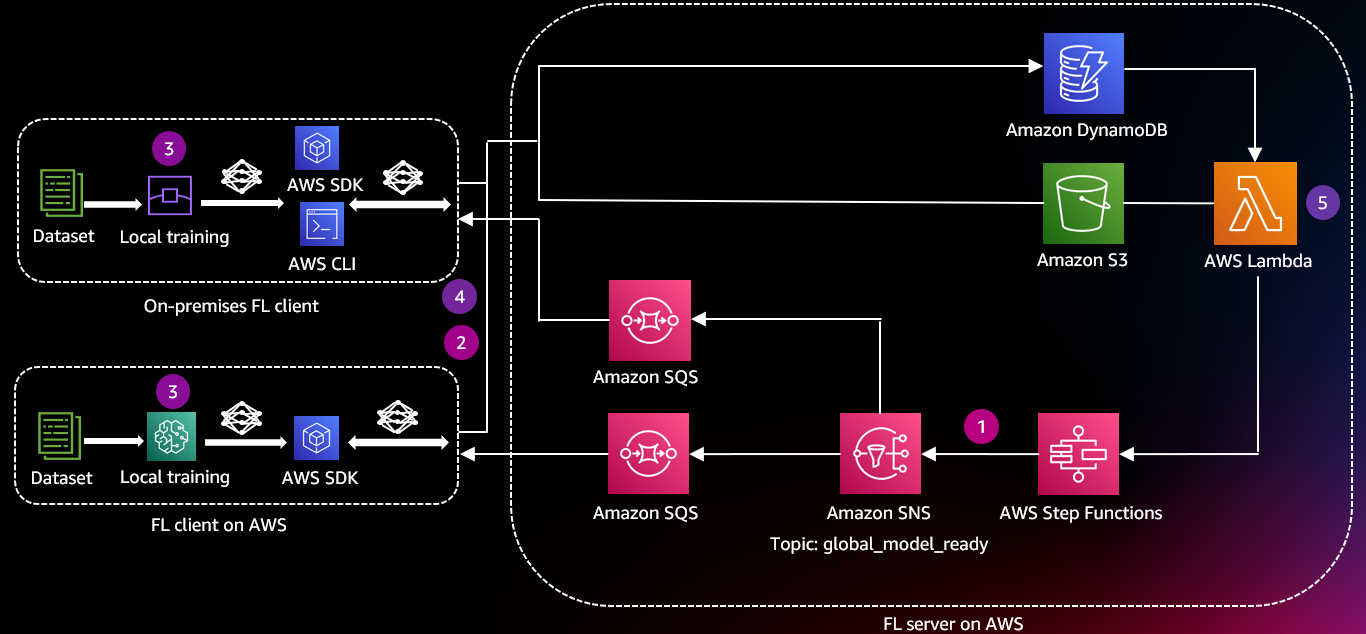 Amazon DynamoDB
3
AWS SDK
Dataset
Local training
AWS CLI
On-premises FL client
Amazon S3
5
AWS Lambda
4
2
Amazon SQS
3
Dataset
Local training
AWS SDK
FL client on AWS
1
Amazon SQS
Amazon SNS
AWS Step Functions
Topic: global_model_ready
FL server on AWS